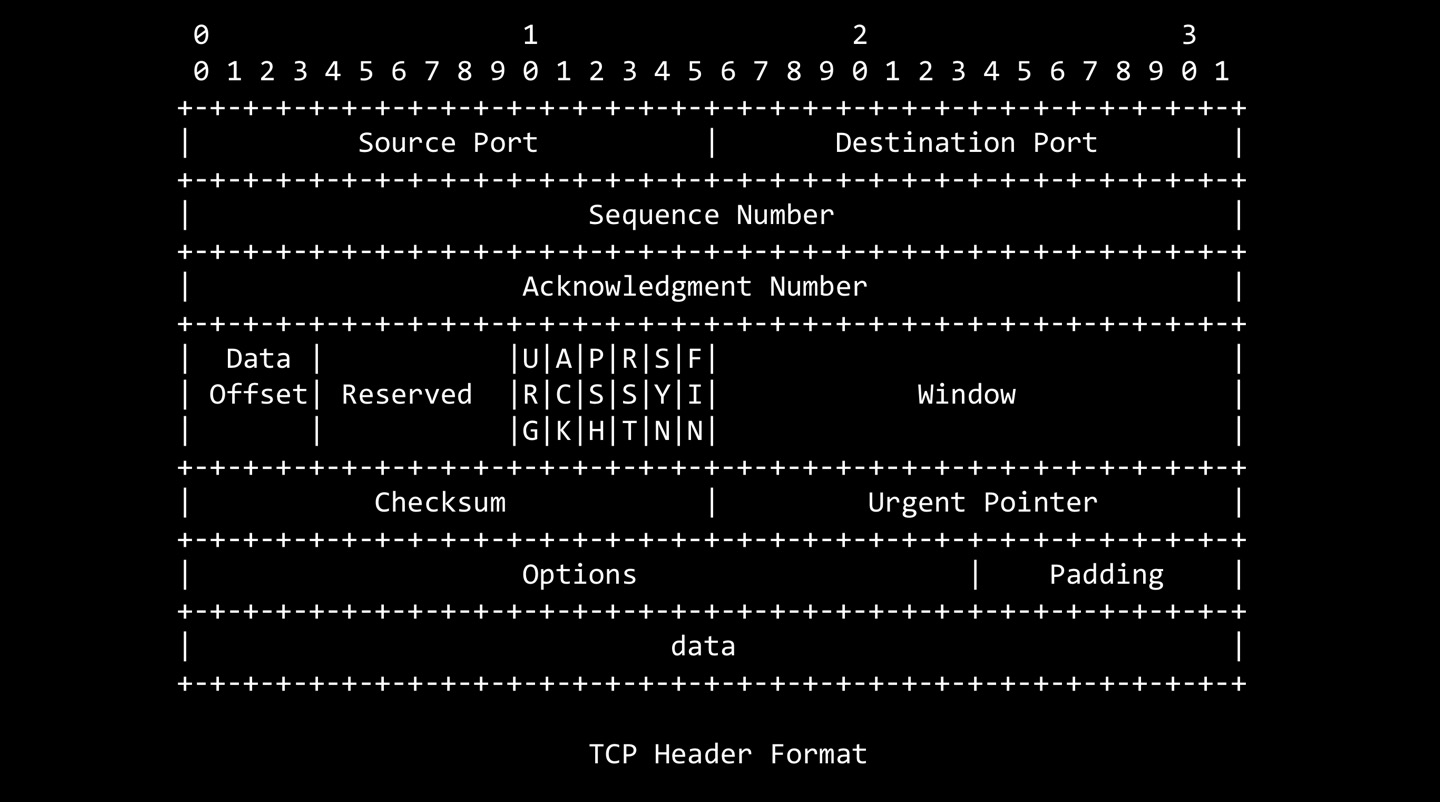 0                   1                   2                   3
 0 1 2 3 4 5 6 7 8 9 0 1 2 3 4 5 6 7 8 9 0 1 2 3 4 5 6 7 8 9 0 1
+-+-+-+-+-+-+-+-+-+-+-+-+-+-+-+-+-+-+-+-+-+-+-+-+-+-+-+-+-+-+-+-+
|          Source Port          |       Destination Port        |
+-+-+-+-+-+-+-+-+-+-+-+-+-+-+-+-+-+-+-+-+-+-+-+-+-+-+-+-+-+-+-+-+
|                        Sequence Number                        |
+-+-+-+-+-+-+-+-+-+-+-+-+-+-+-+-+-+-+-+-+-+-+-+-+-+-+-+-+-+-+-+-+
|                    Acknowledgment Number                      |
+-+-+-+-+-+-+-+-+-+-+-+-+-+-+-+-+-+-+-+-+-+-+-+-+-+-+-+-+-+-+-+-+
|  Data |           |U|A|P|R|S|F|                               |
| Offset| Reserved  |R|C|S|S|Y|I|            Window             |
|       |           |G|K|H|T|N|N|                               |
+-+-+-+-+-+-+-+-+-+-+-+-+-+-+-+-+-+-+-+-+-+-+-+-+-+-+-+-+-+-+-+-+
|           Checksum            |         Urgent Pointer        |
+-+-+-+-+-+-+-+-+-+-+-+-+-+-+-+-+-+-+-+-+-+-+-+-+-+-+-+-+-+-+-+-+
|                    Options                    |    Padding    |
+-+-+-+-+-+-+-+-+-+-+-+-+-+-+-+-+-+-+-+-+-+-+-+-+-+-+-+-+-+-+-+-+
|                             data                              |
+-+-+-+-+-+-+-+-+-+-+-+-+-+-+-+-+-+-+-+-+-+-+-+-+-+-+-+-+-+-+-+-+
                        TCP Header Format